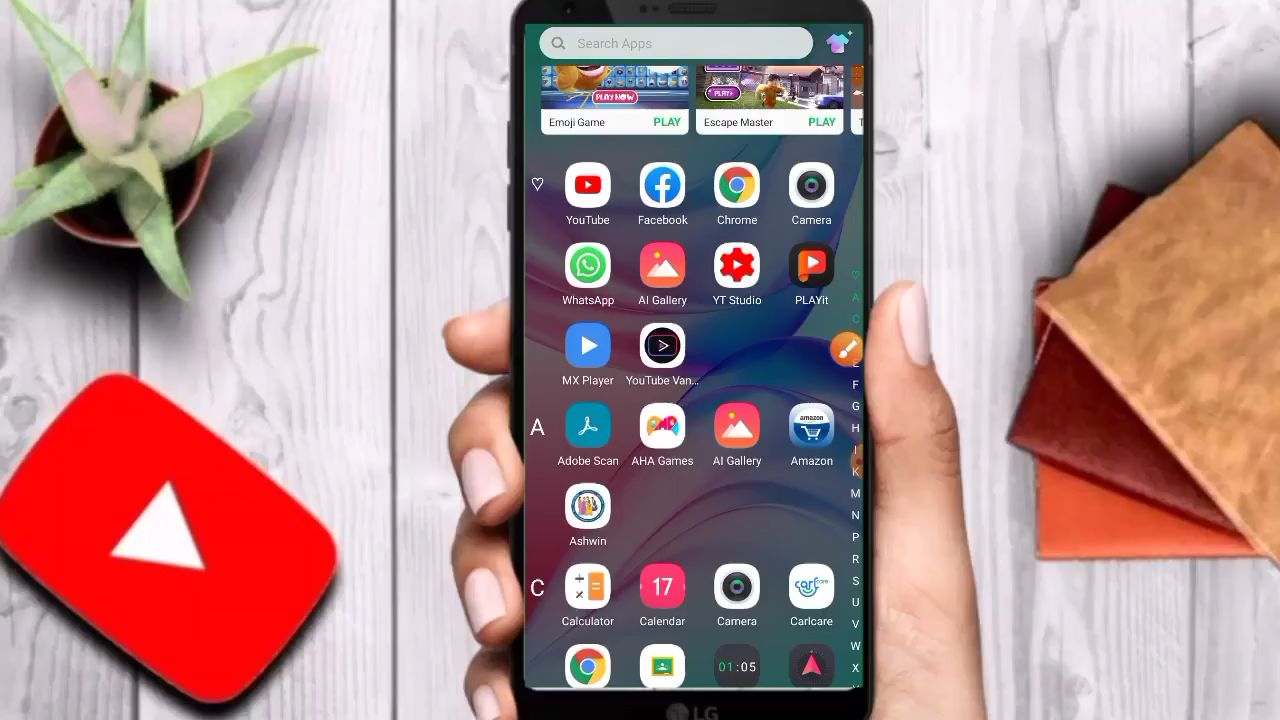 Search Apps
PLAY NOW
PLAY>
Emoji Game PLAY
Escape Master PLAY
YouTube Facebook Chrome Camera
WhatsApp AI Gallery YT Studio PLAYit
MX Player YouTube Van...
A
amazon
Adobe Scan AHA Games AI Gallery Amazon
Ashwin
C
17
carlcare
Calculator Calendar Camera Carlcare
01:05
A
C
E
F
G
H
I
K
M
N
P
R
S
U
V
W
X
LG